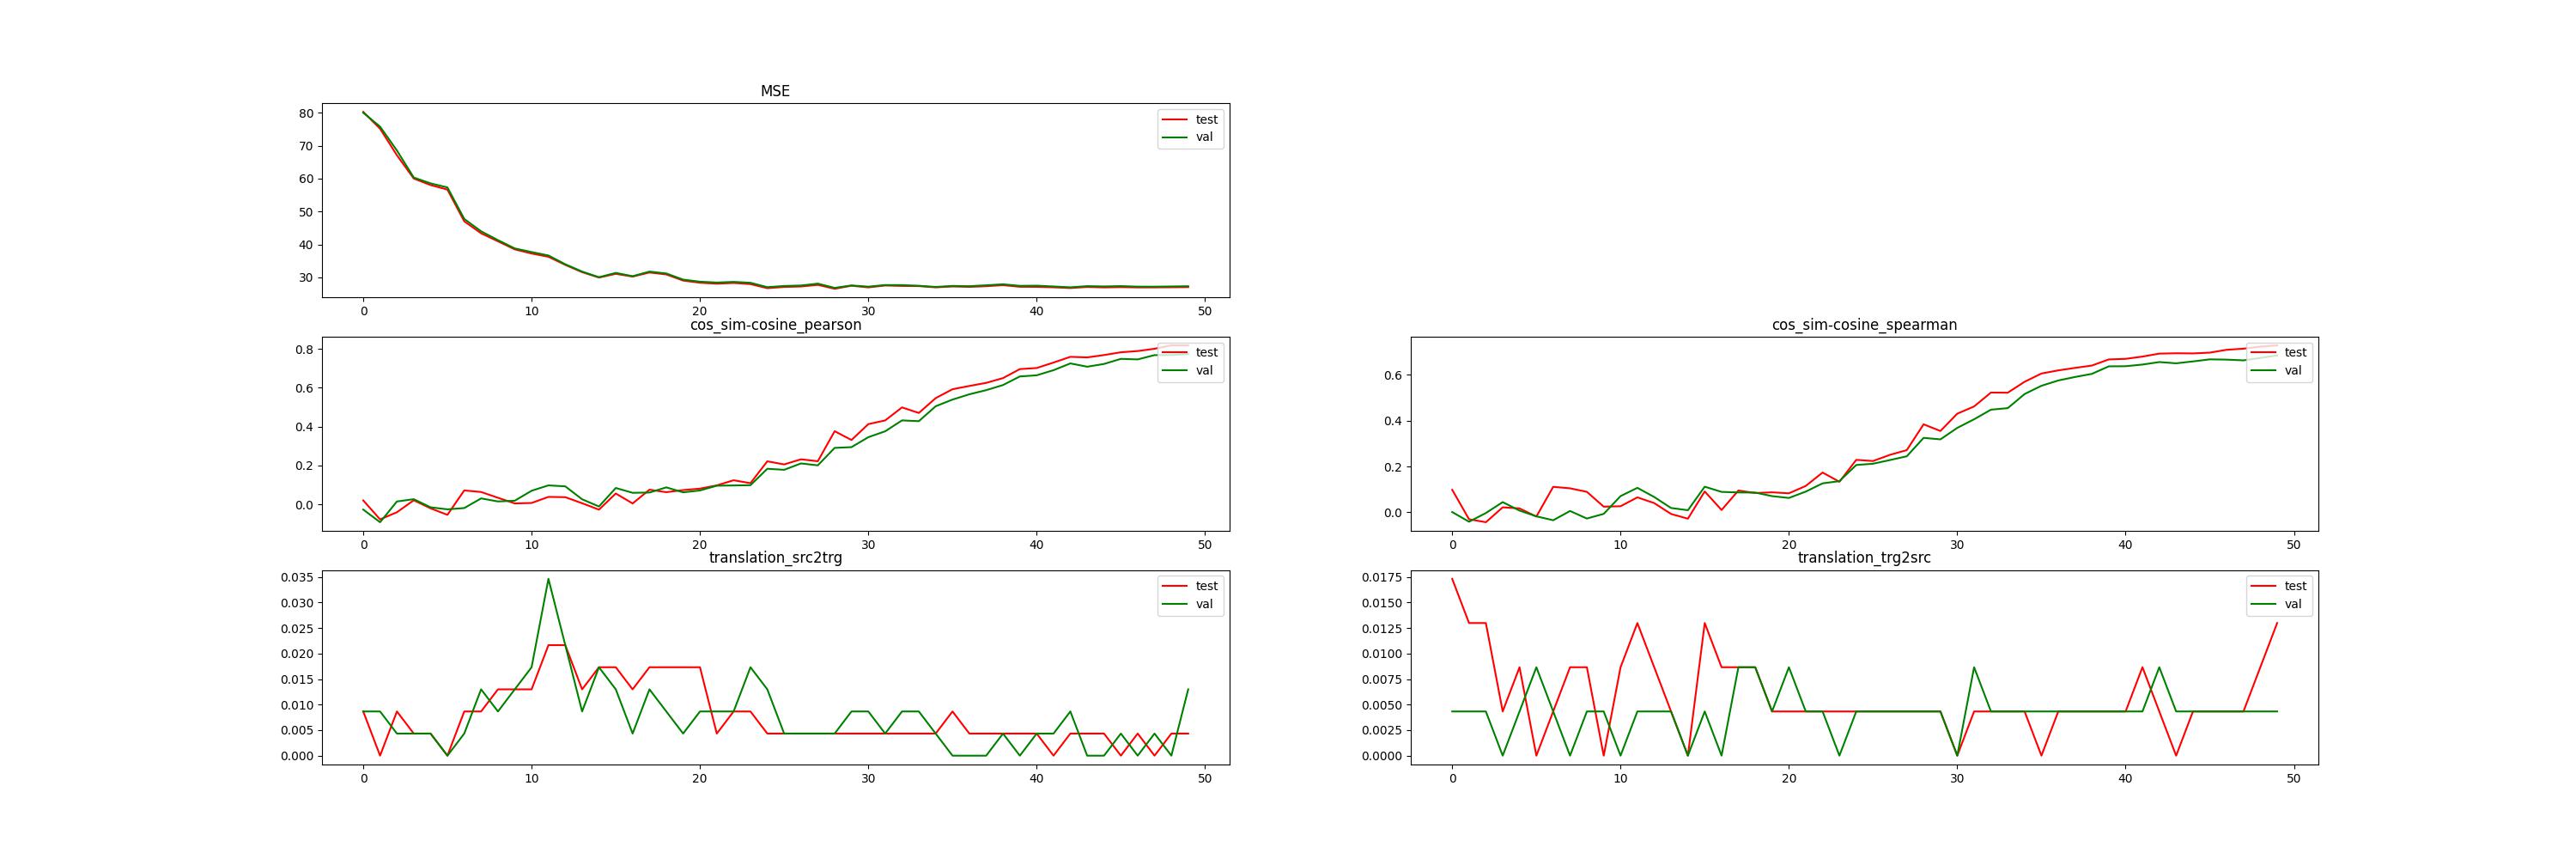 MSE
80
70
60
50
40
30
test
val
0 10 20 30 40 50
cos_sim-cosine_pearson
0.8
0.6
0.4
0.2
0.0
test
val
0 10 20 30 40 50
cos_sim-cosine_spearman
0.6
0.4
0.2
0.0
test
val
0 10 20 30 40 50
translation_src2trg
0.035
0.030
0.025
0.020
0.015
0.010
0.005
0.000
test
val
0 10 20 30 40 50
translation_trg2src
0.0175
0.0150
0.0125
0.0100
0.0075
0.0050
0.0025
0.0000
test
val
0 10 20 30 40 50